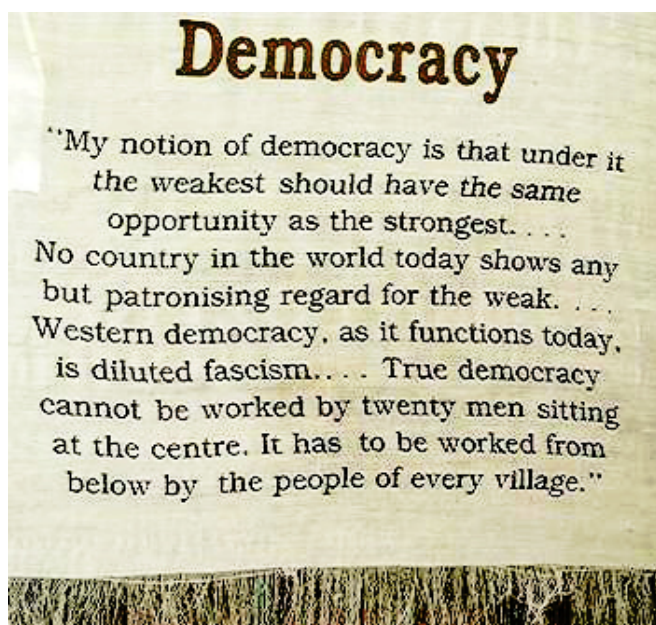 Democracy
"My notion of democracy is that under it
the weakest should have the same
opportunity as the strongest. . . .
No country in the world today shows any
but patronising regard for the weak. . . .
Western democracy, as it functions today,
is diluted fascism. . . . True democracy
cannot be worked by twenty men sitting
at the centre. It has to be worked from
below by the people of every village."